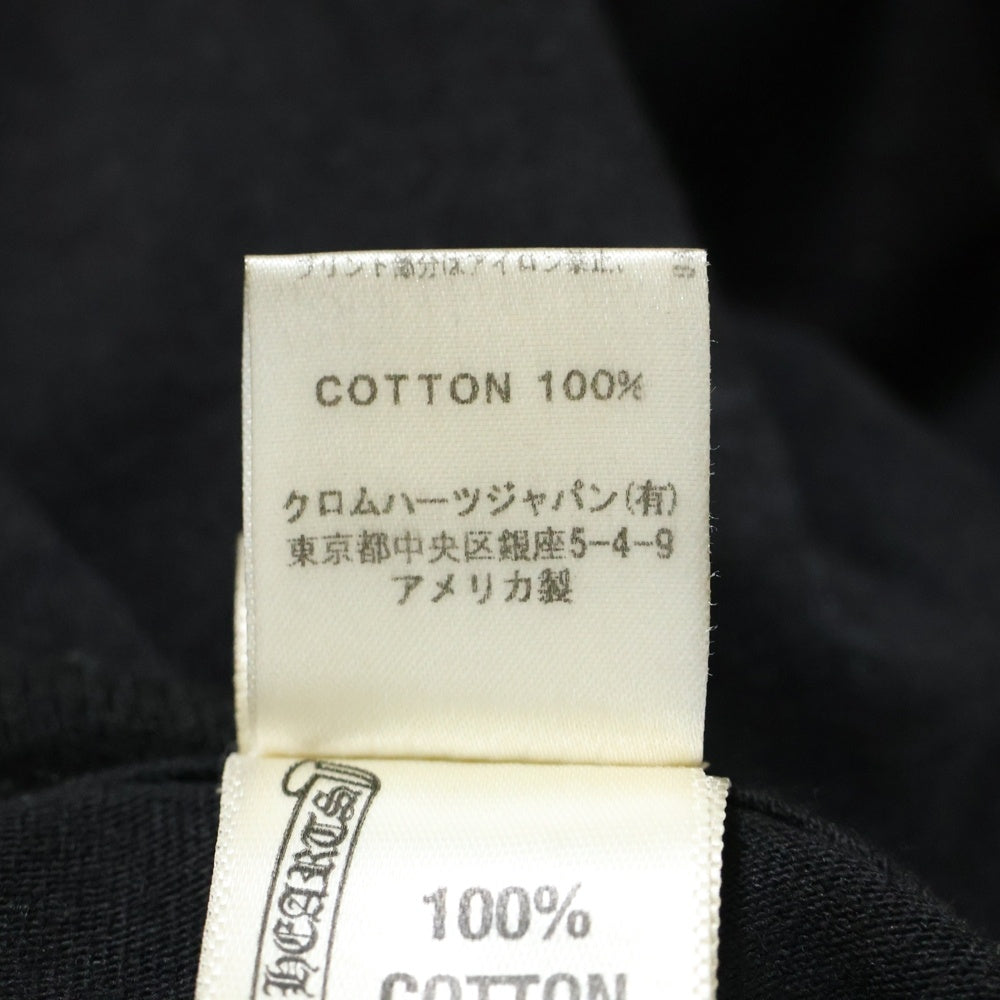 プリント部分はアイロン禁止.
COTTON 100%
クロムハーツジャパン(有)
東京都中央区銀座5-4-9
アメリカ製
HEARTS
100%
COTTON